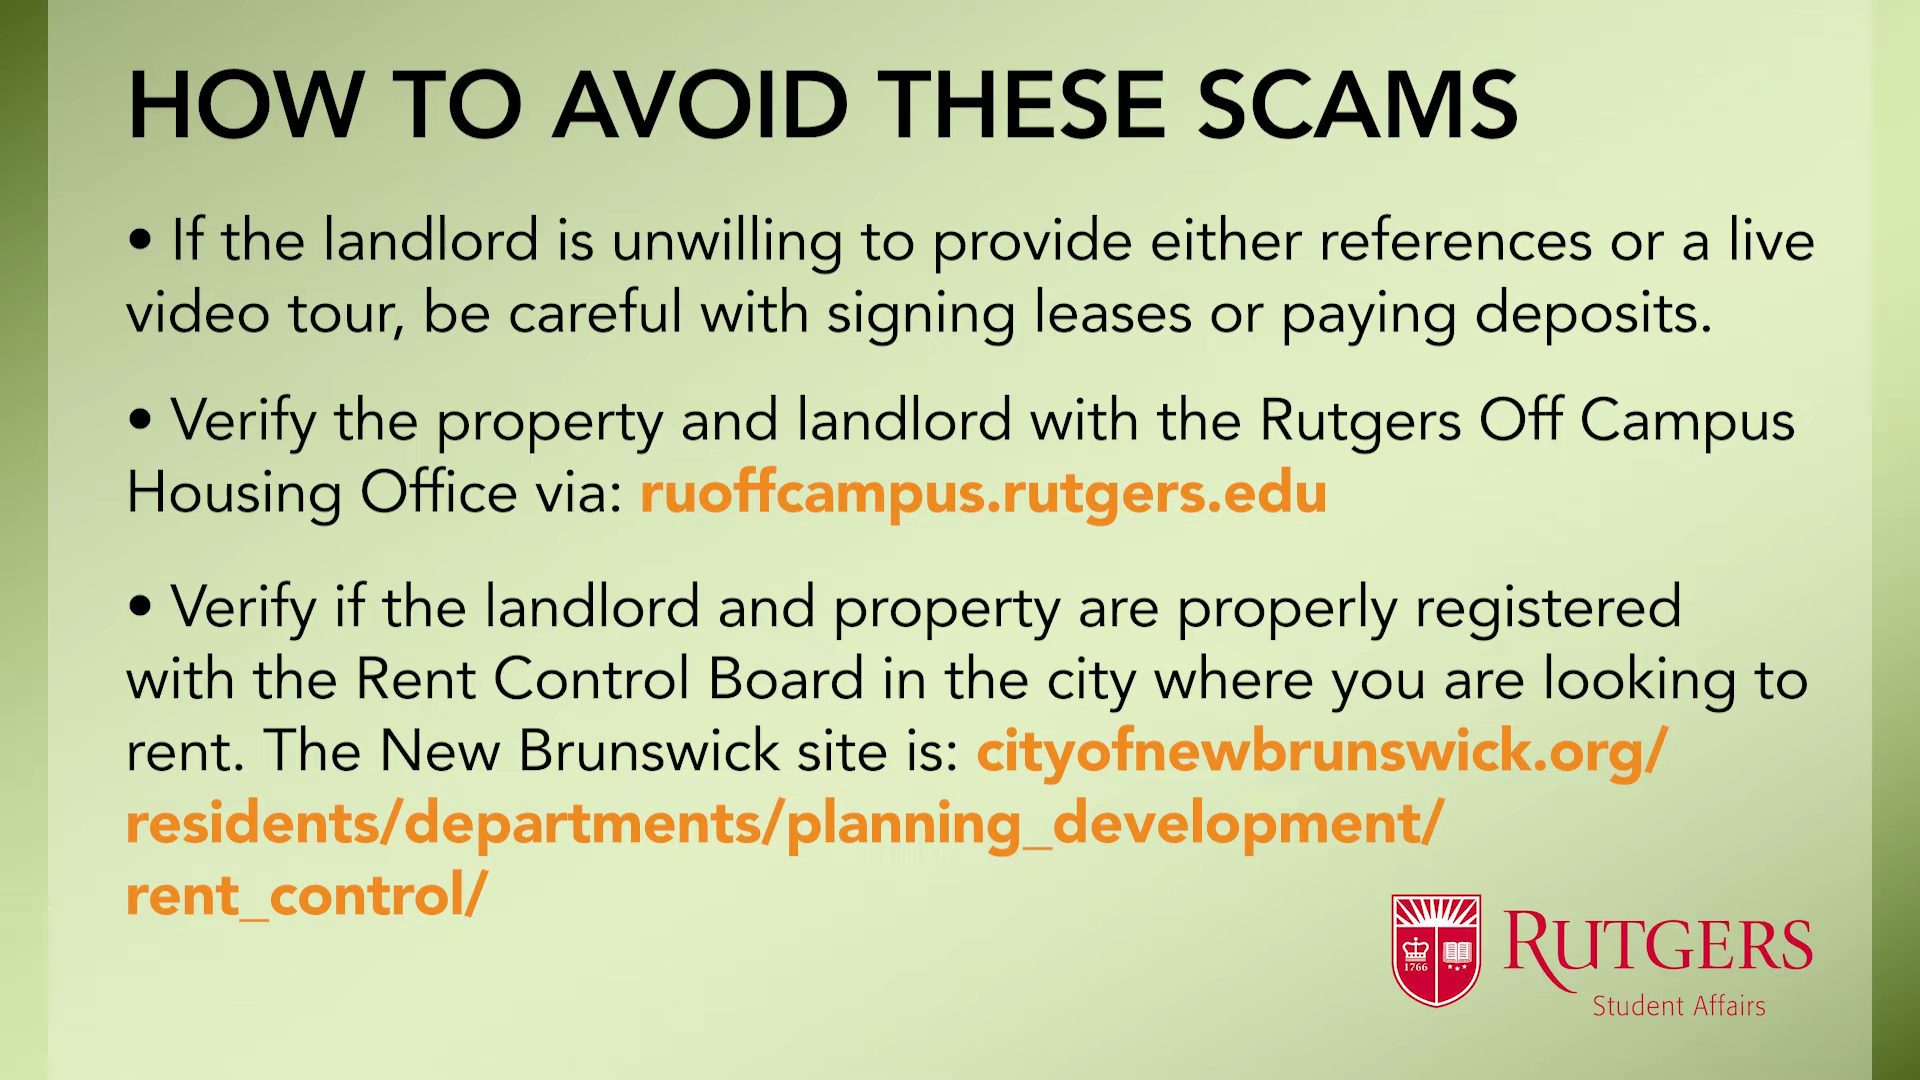 HOW TO AVOID THESE SCAMS
• If the landlord is unwilling to provide either references or a live
video tour, be careful with signing leases or paying deposits.
• Verify the property and landlord with the Rutgers Off Campus
Housing Office via: ruoffcampus.rutgers.edu
• Verify if the landlord and property are properly registered
with the Rent Control Board in the city where you are looking to
rent. The New Brunswick site is: cityofnewbrunswick.org/
residents/departments/planning_development/
rent_control/
1766
RUTGERS
Student Affairs